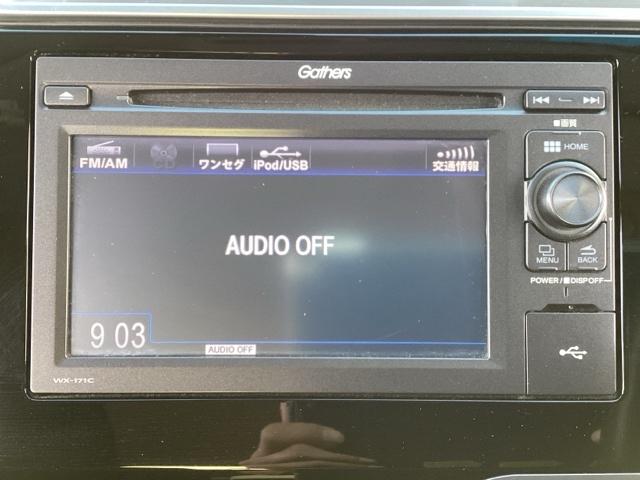 Gathers
■画質
FM/AM
ワンセグ
iPod/USB
交通情報
HOME
AUDIO OFF
MENU
BACK
POWER/■DISP OFF
9 03
AUDIO OFF
WX-171C